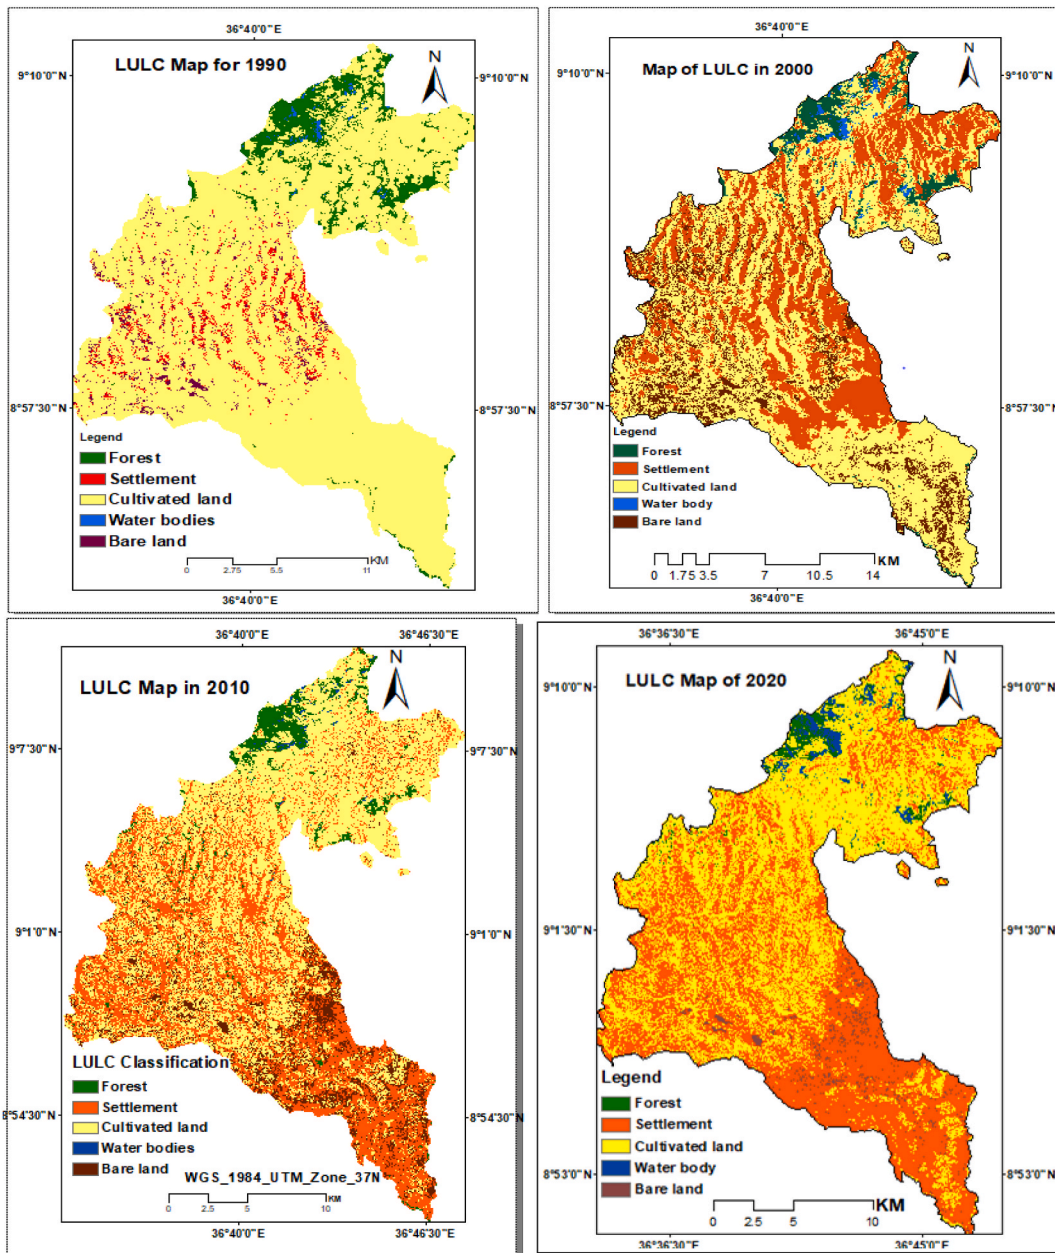 36°40'0"E
LULC Map for 1990
N
9°10'0"N
9°10'0"N
8°57'30"N
8°57'30"N
Legend
Forest
Settlement
Cultivated land
Water bodies
Bare land
KM
0 2.75 5.5 11
36°40'0"E
36°40'0"E
Map of LULC in 2000
N
9°10'0"N
9°10'0"N
8°57'30"N
8°57'30"N
Legend
Forest
Settlement
Cultivated land
Water body
Bare land
KM
0 1.75 3.5 7 10.5 14
36°40'0"E
36°40'0"E 36°46'30"E
LULC Map in 2010
N
9°7'30"N
9°7'30"N
9°1'0"N
9°1'0"N
LULC Classification
Forest
Settlement
Cultivated land
Water bodies
Bare land
8°54'30"N
8°54'30"N
WGS_1984_UTM_Zone_37N
KM
0 2.5 5 10
36°40'0"E 36°46'30"E
36°36'30"E 36°45'0"E
LULC Map of 2020
N
9°10'0"N
9°10'0"N
9°1'30"N
9°1'30"N
Legend
Forest
Settlement
Cultivated land
Water body
Bare land
8°53'0"N
8°53'0"N
KM
0 2.5 5 10
36°36'30"E 36°45'0"E